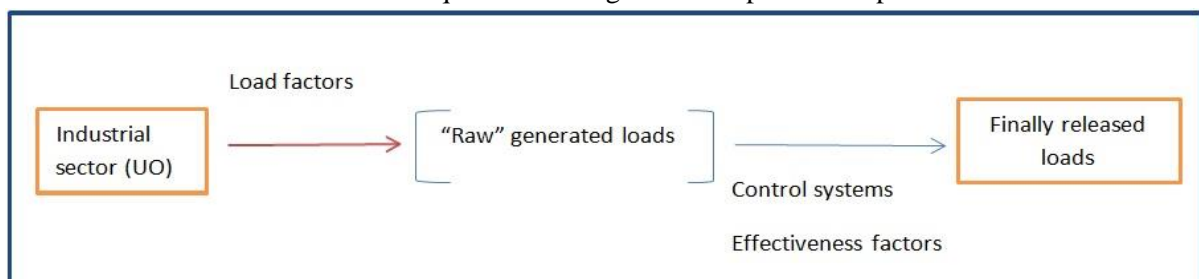 Load factors
Industrial
sector (UO)
“Raw” generated loads
Control systems
Effectiveness factors
Finally released
loads